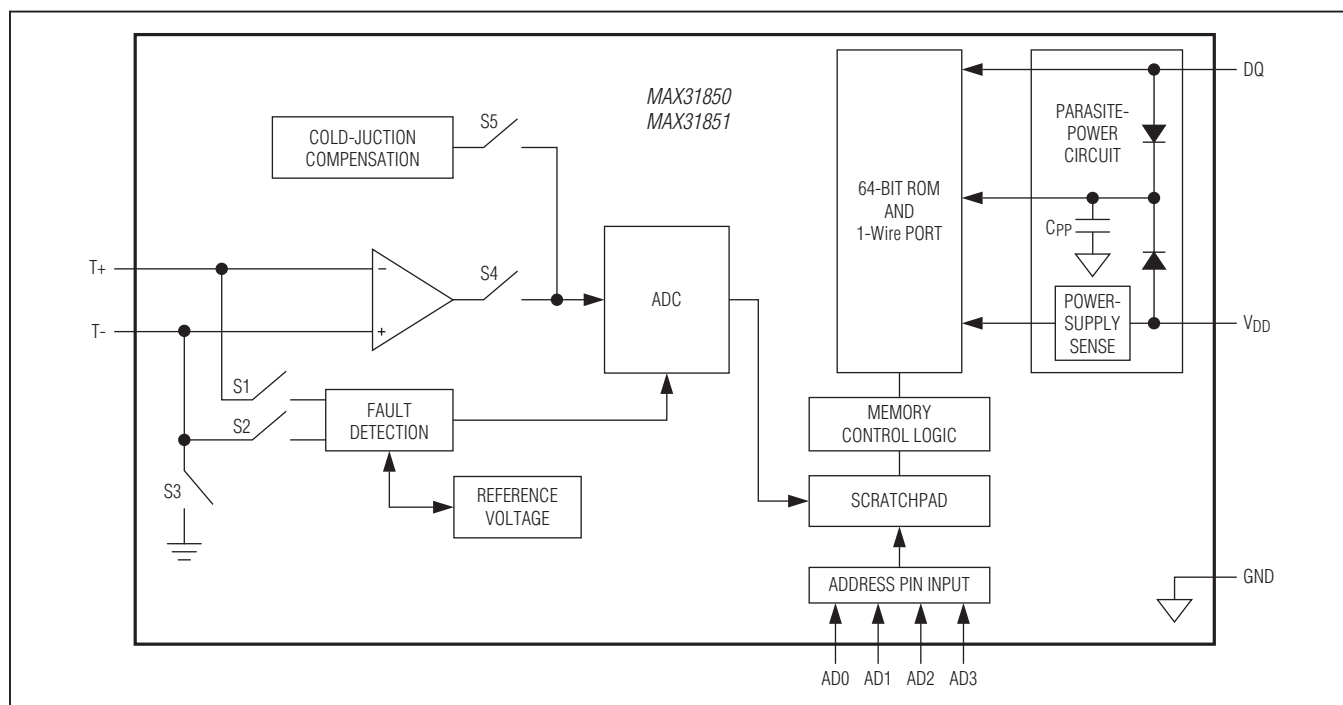 MAX31850
MAX31851
COLD-JUCTION
COMPENSATION
S5
DQ
PARASITE-
POWER
CIRCUIT
64-BIT ROM
AND
1-Wire PORT
CPP
T+
−
S4
ADC
T-
+
POWER-
SUPPLY
SENSE
VDD
S1
S2
FAULT
DETECTION
MEMORY
CONTROL LOGIC
S3
REFERENCE
VOLTAGE
SCRATCHPAD
ADDRESS PIN INPUT
GND
AD0 AD1 AD2 AD3